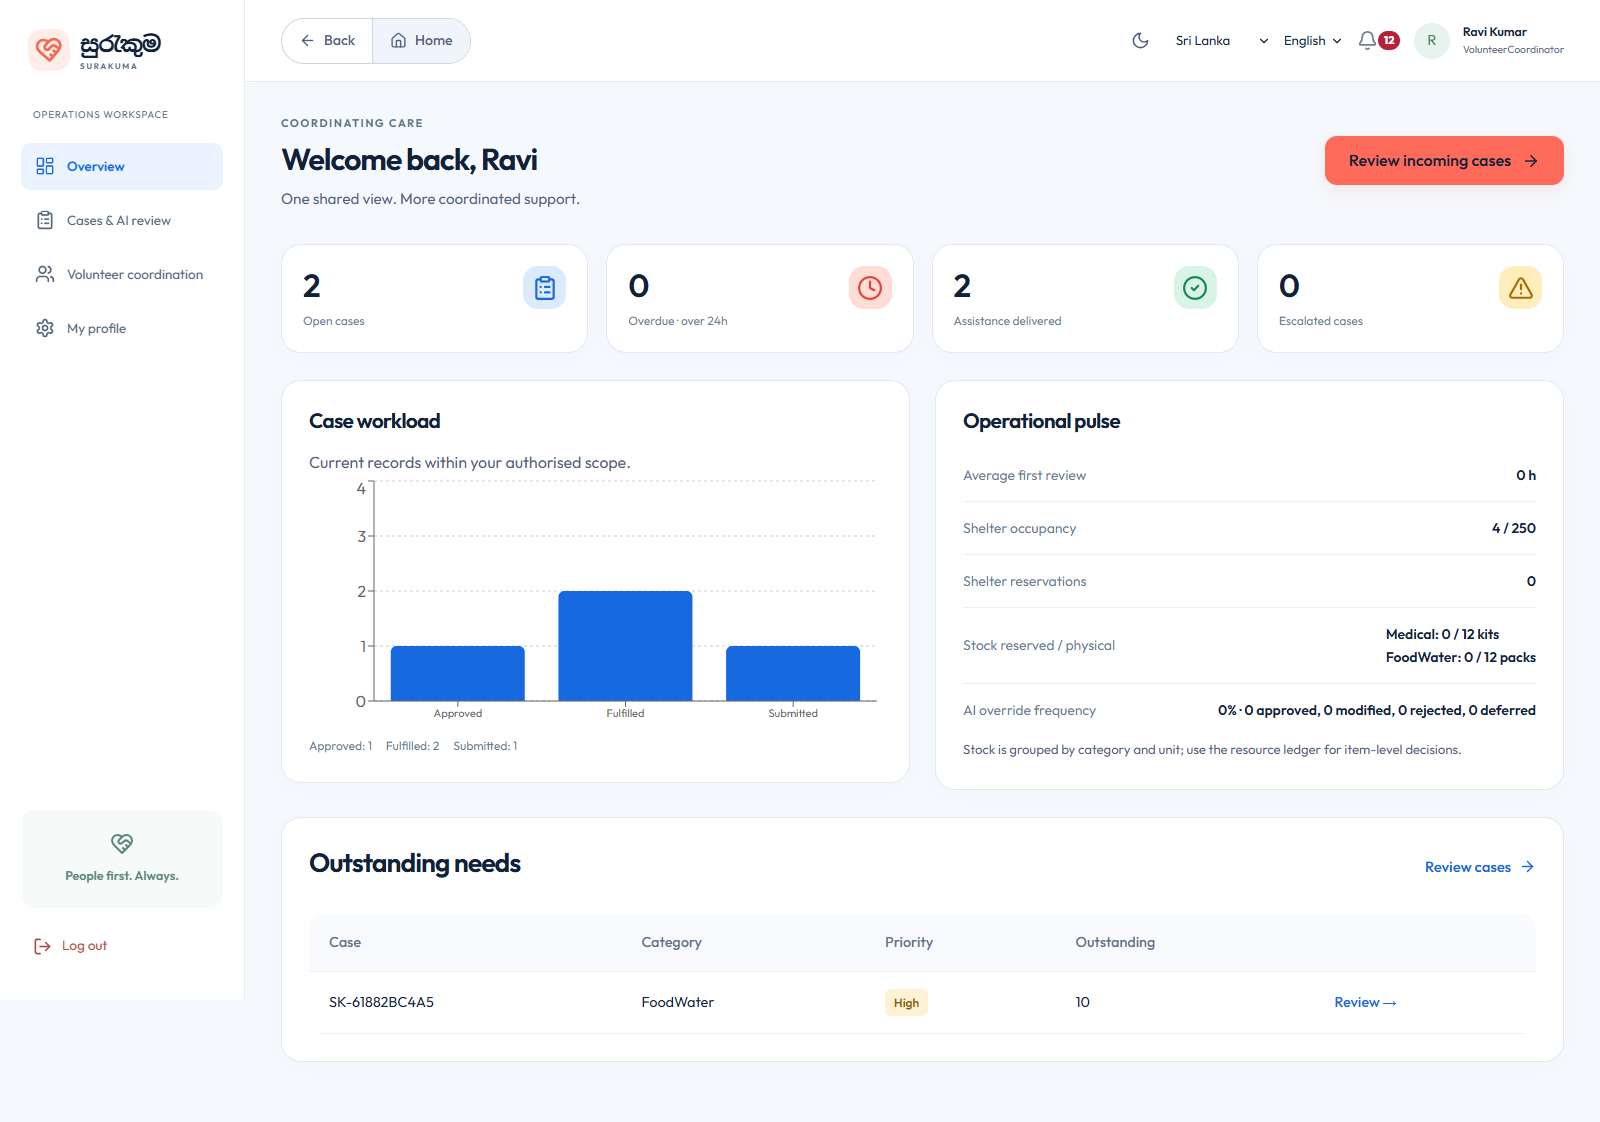 සුරැකුම
SURAKUMA
OPERATIONS WORKSPACE
Overview
Cases & AI review
Volunteer coordination
My profile
People first. Always.
Log out
Back
Home
Sri Lanka
English
12
R
Ravi Kumar
VolunteerCoordinator
COORDINATING CARE
Welcome back, Ravi
One shared view. More coordinated support.
Review incoming cases
2
Open cases
0
Overdue · over 24h
2
Assistance delivered
0
Escalated cases
Case workload
Current records within your authorised scope.
4
3
2
1
0
Approved
Fulfilled
Submitted
Approved: 1 Fulfilled: 2 Submitted: 1
Operational pulse
Average first review 0 h
Shelter occupancy 4 / 250
Shelter reservations 0
Stock reserved / physical
Medical: 0 / 12 kits
FoodWater: 0 / 12 packs
AI override frequency 0% · 0 approved, 0 modified, 0 rejected, 0 deferred
Stock is grouped by category and unit; use the resource ledger for item-level decisions.
Outstanding needs
Review cases →
Case Category Priority Outstanding
SK-61882BC4A5 FoodWater High 10 Review →